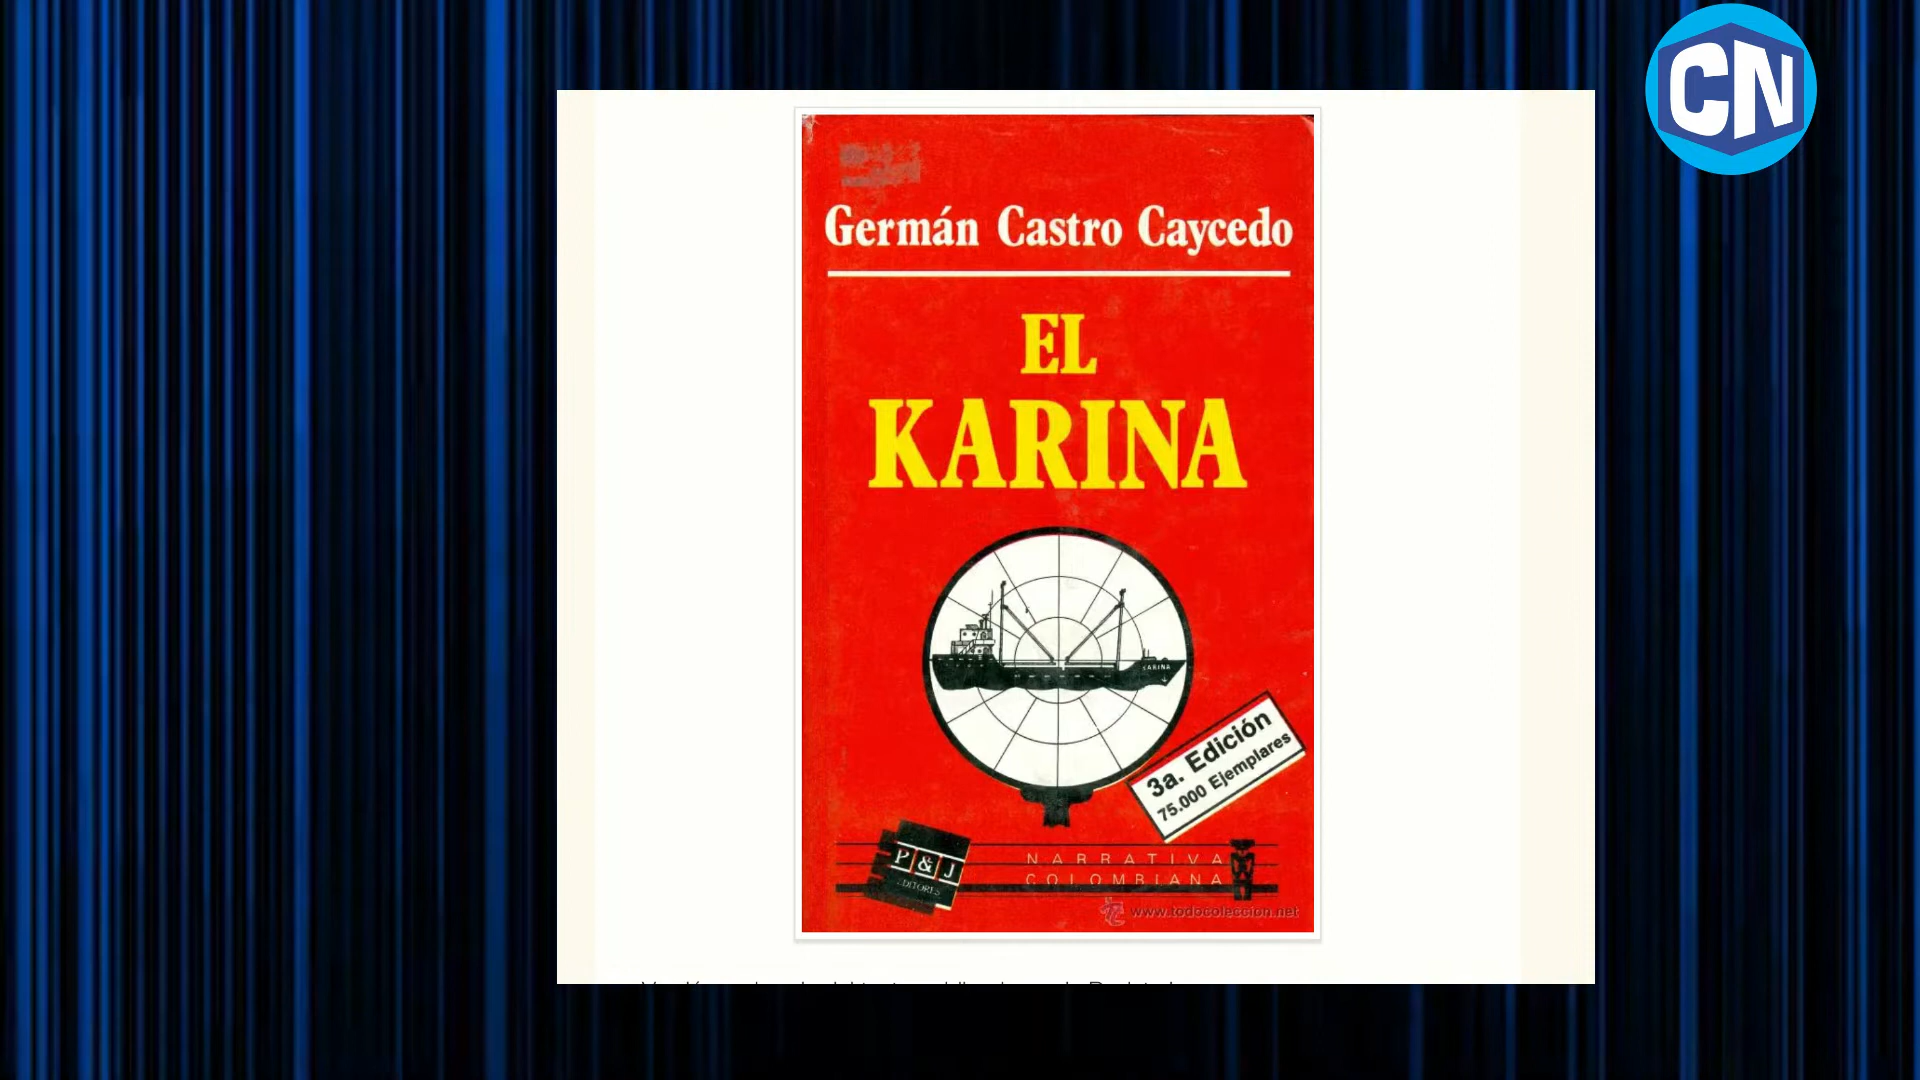 CN
Germán Castro Caycedo
EL
KARINA
KARINA
3a. Edición
75.000 Ejemplares
P & J
EDITORES
NARRATIVA
COLOMBIANA
www.todocoleccion.net